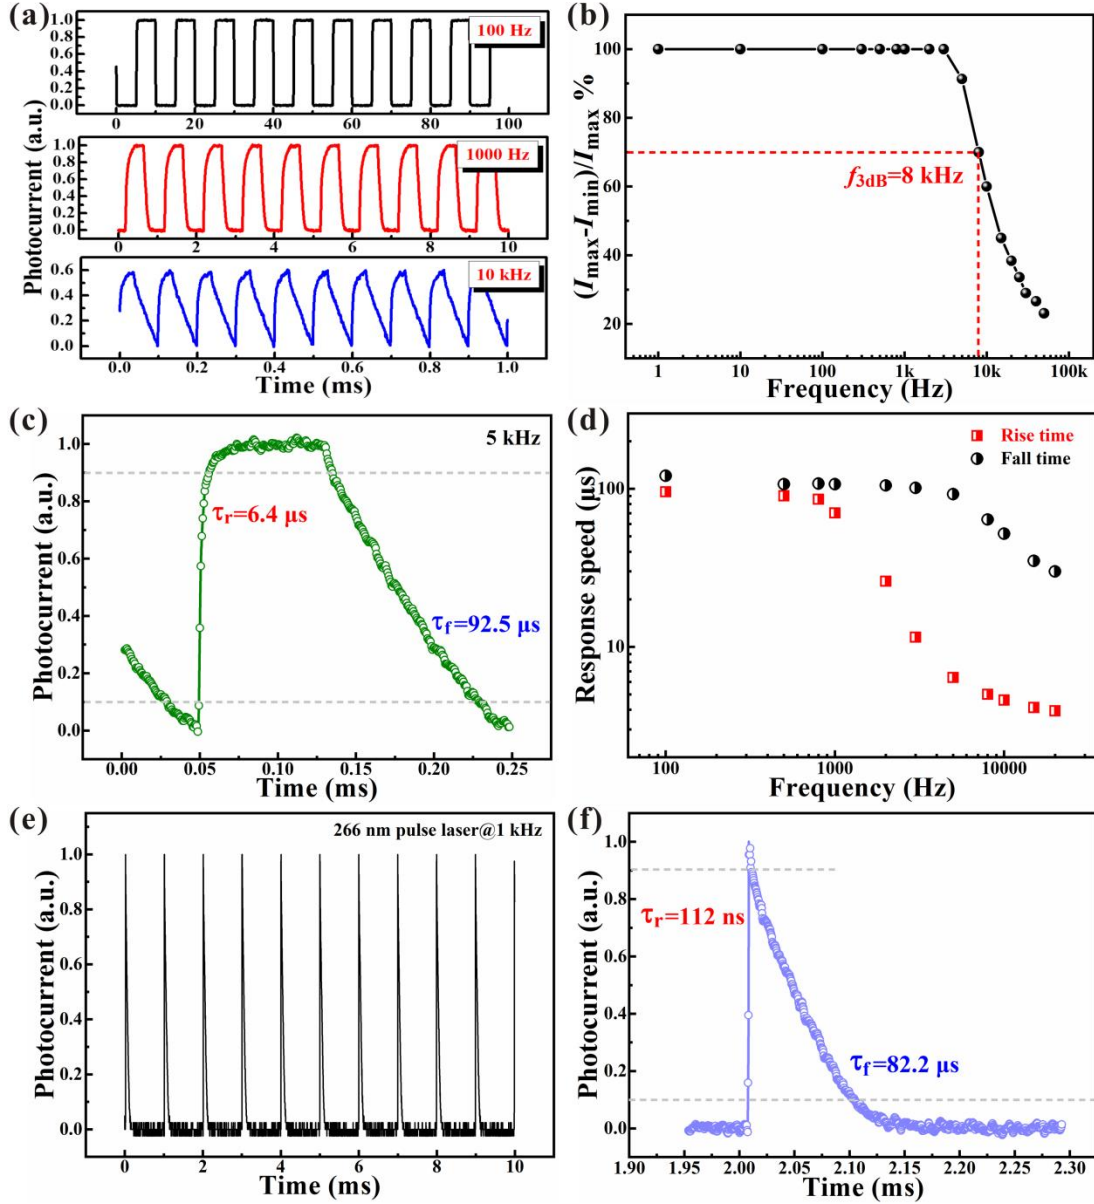 (a)
Photocurrent (a.u.)
1.0
0.8
0.6
0.4
0.2
0.0
100 Hz
0 20 40 60 80 100
1.0
0.8
0.6
0.4
0.2
0.0
1000 Hz
0 2 4 6 8 10
0.6
0.4
0.2
0.0
10 kHz
0.0 0.2 0.4 0.6 0.8 1.0
Time (ms)
(b)
(Imax-Imin)/Imax %
100
80
60
40
20
f3dB=8 kHz
1 10 100 1k 10k 100k
Frequency (Hz)
(c)
Photocurrent (a.u.)
1.0
0.8
0.6
0.4
0.2
0.0
5 kHz
τr=6.4 μs
τf=92.5 μs
0.00 0.05 0.10 0.15 0.20 0.25
Time (ms)
(d)
Response speed (μs)
100
10
Rise time
Fall time
100 1000 10000
Frequency (Hz)
(e)
Photocurrent (a.u.)
1.0
0.8
0.6
0.4
0.2
0.0
266 nm pulse laser@1 kHz
0 2 4 6 8 10
Time (ms)
(f)
Photocurrent (a.u.)
1.0
0.8
0.6
0.4
0.2
0.0
τr=112 ns
τf=82.2 μs
1.90 1.95 2.00 2.05 2.10 2.15 2.20 2.25 2.30
Time (ms)